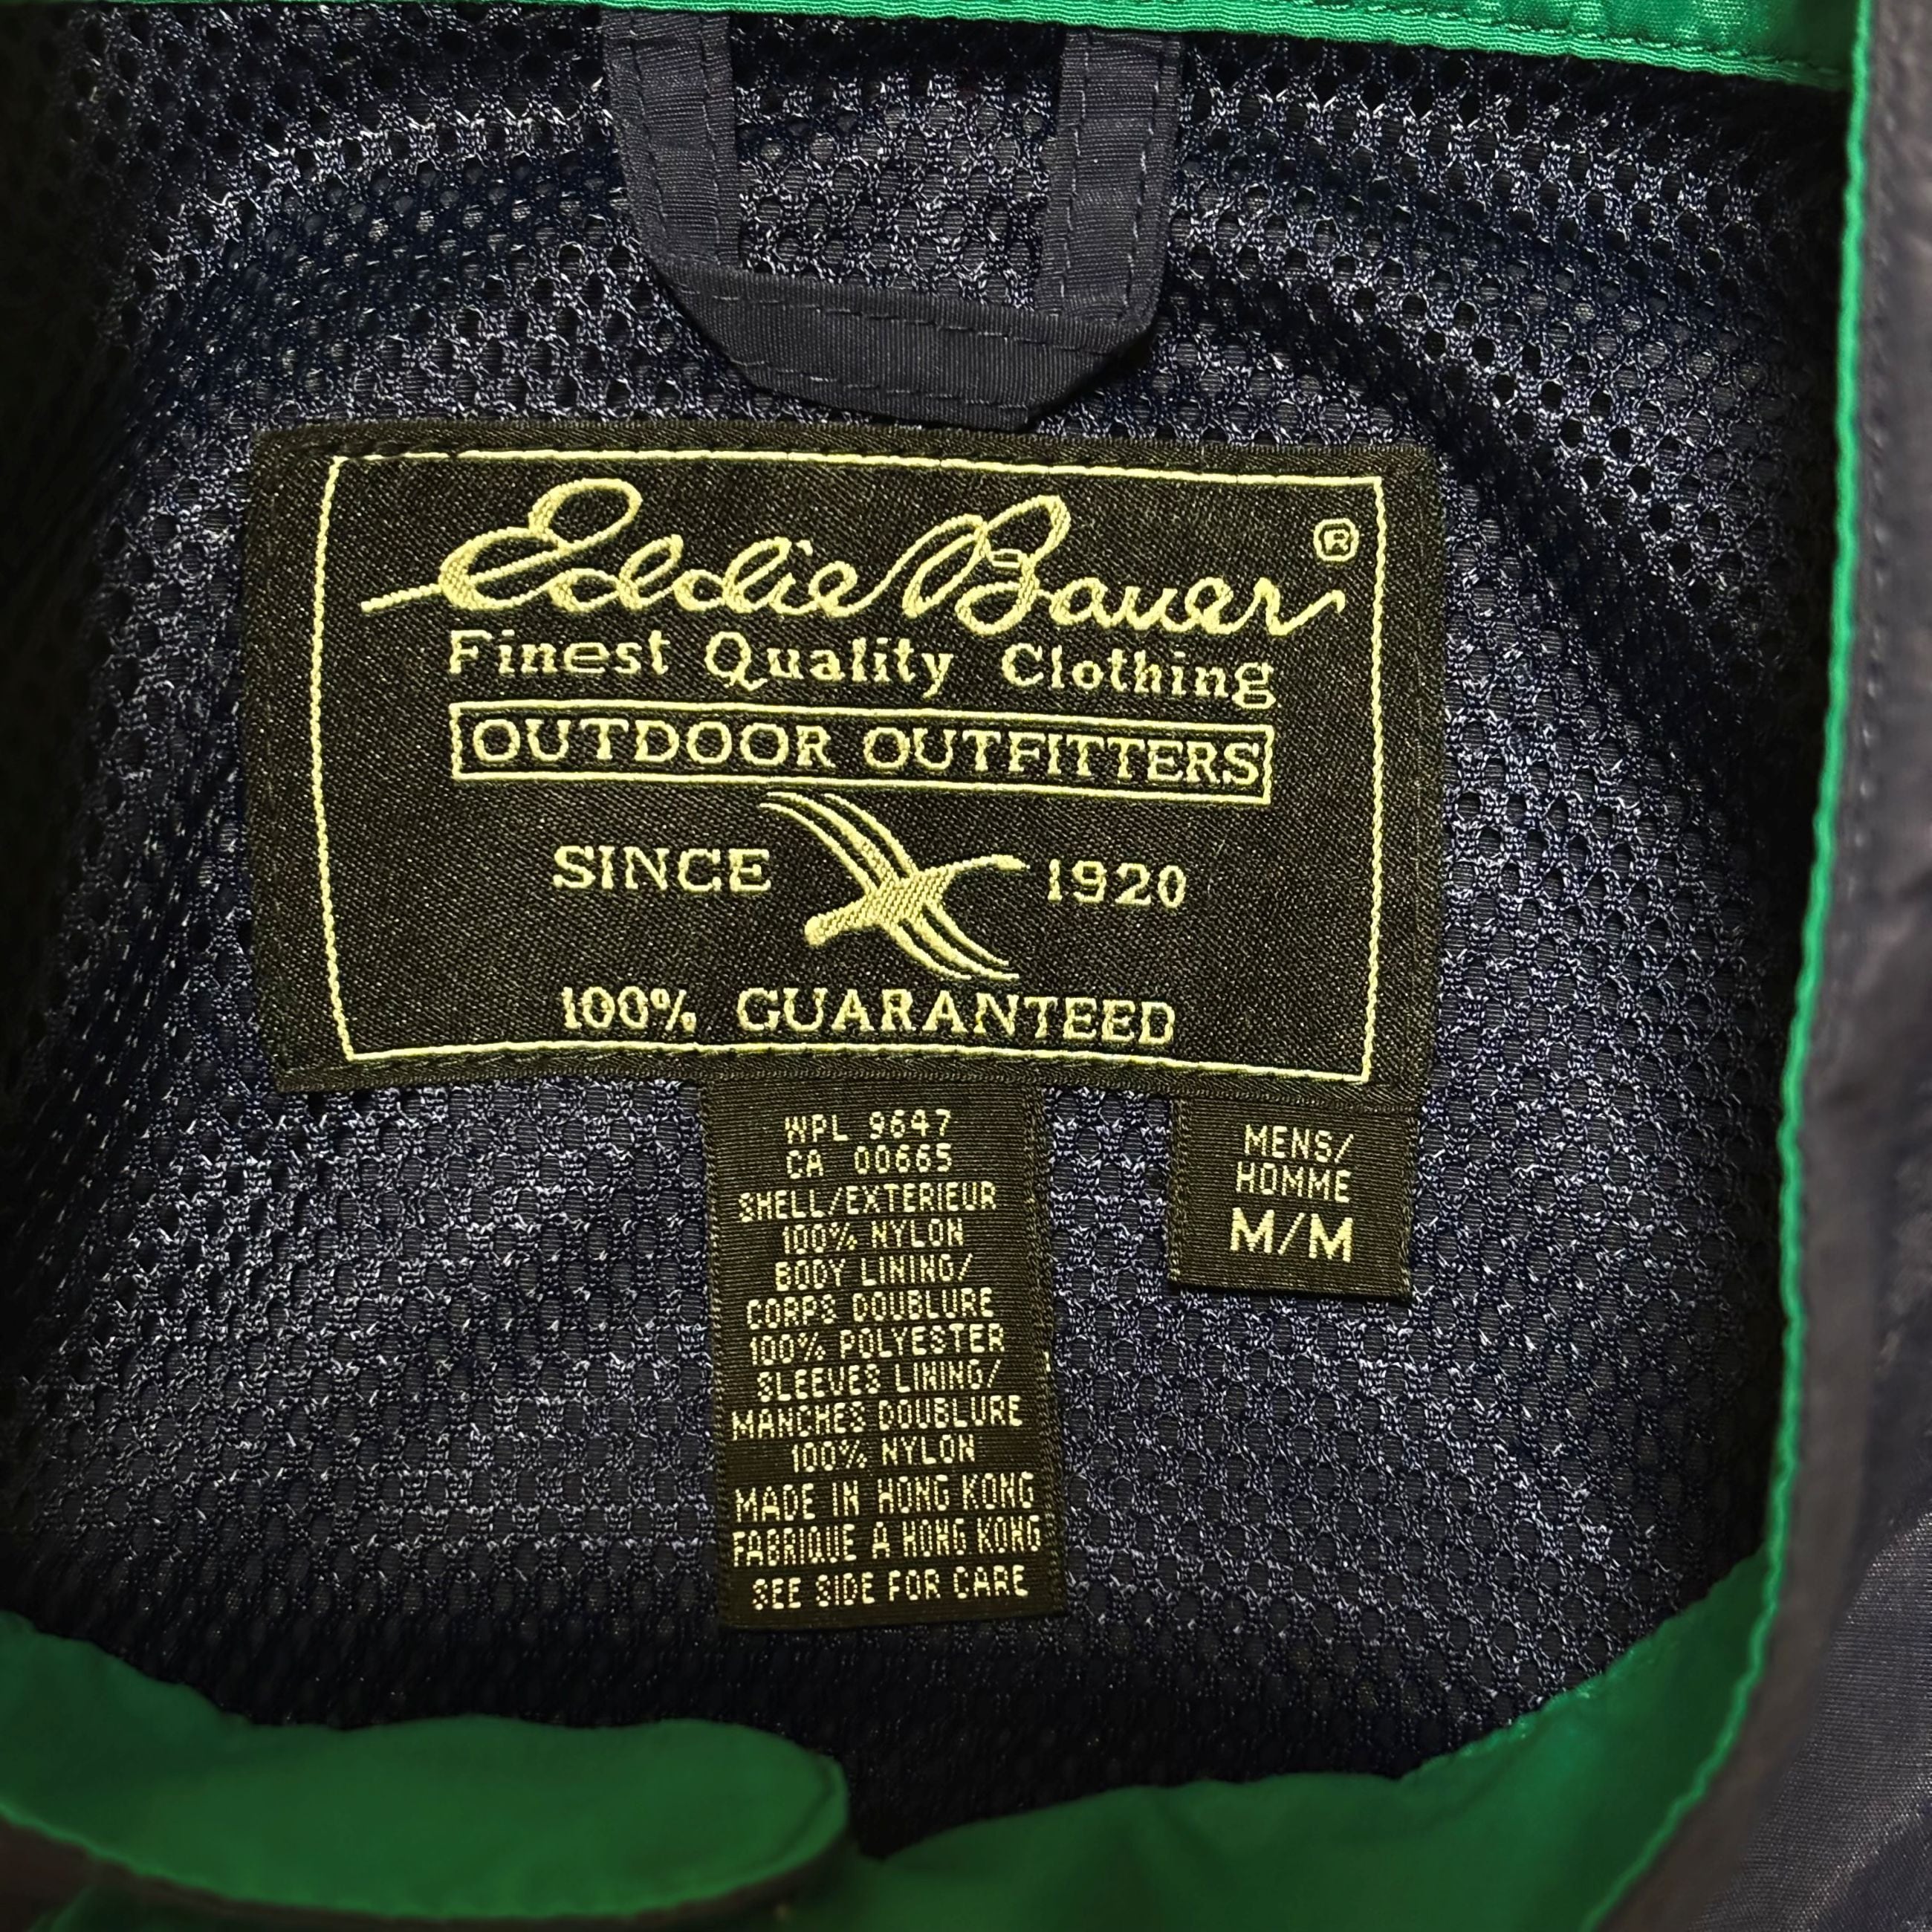 Eddie Bauer ®
Finest Quality Clothing
OUTDOOR OUTFITTERS
SINCE 1920
100% GUARANTEED
WPL 9647
CA 00665
SHELL/EXTERIEUR
100% NYLON
BODY LINING/
CORPS DOUBLURE
100% POLYESTER
SLEEVES LINING/
MANCHES DOUBLURE
100% NYLON
MADE IN HONG KONG
FABRIQUE A HONG KONG
SEE SIDE FOR CARE
MENS/
HOMME
M/M